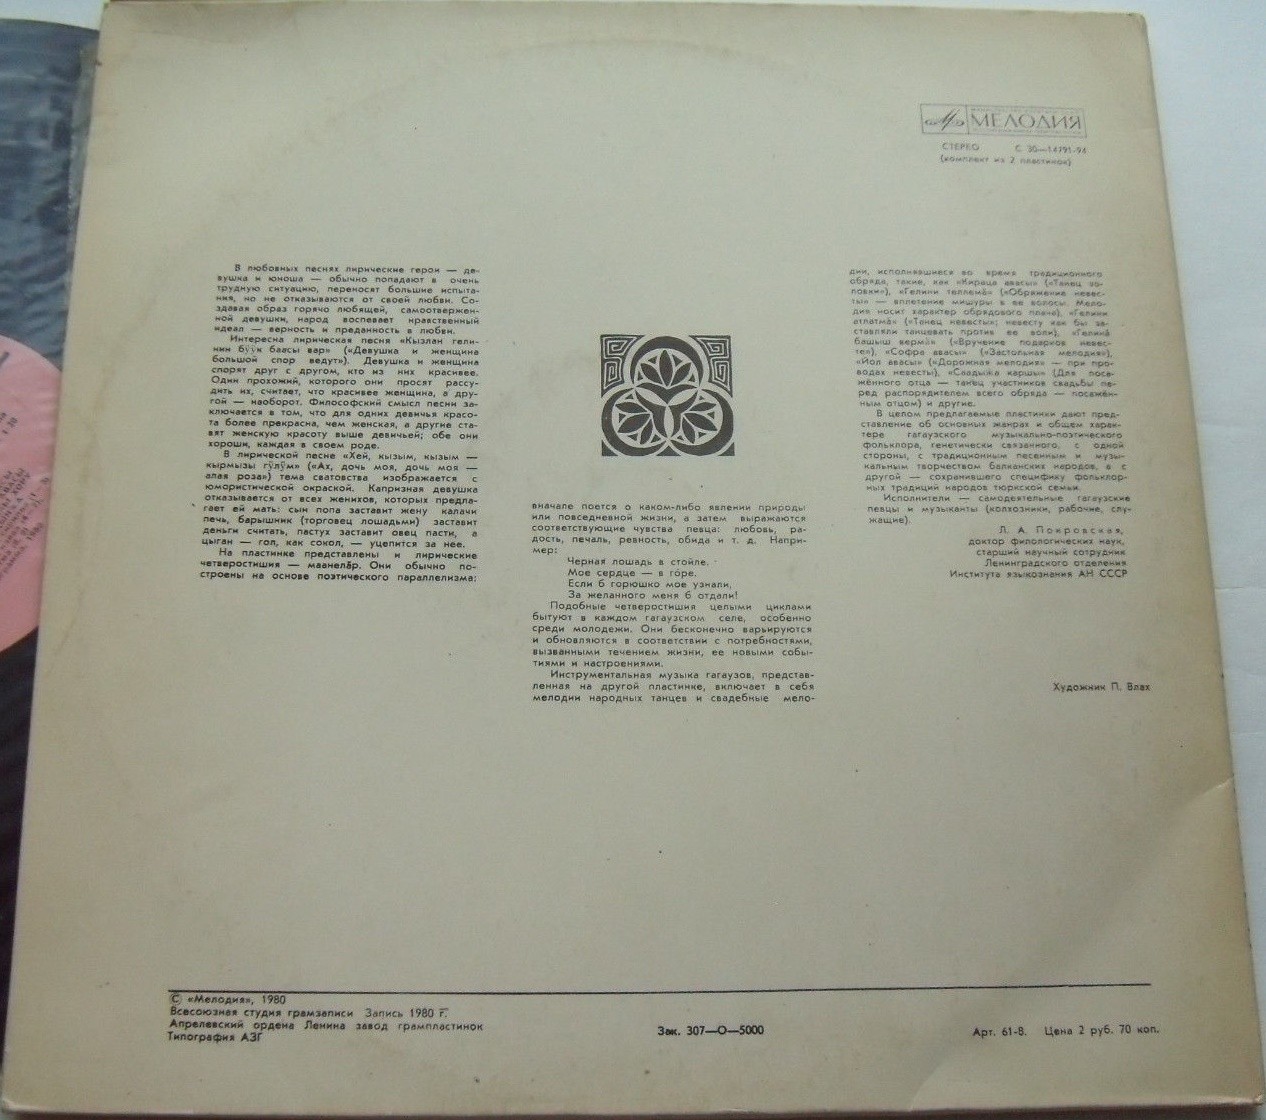 МЕЛОДИЯ
СТЕРЕО С 30—14791-94
(комплект из 2 пластинок)
В любовных песнях лирические герои — де-
вушка и юноша — обычно попадают в очень
трудную ситуацию, переносят большие испыта-
ния, но не отказываются от своей любви. Со-
здавая образ горячо любящей, самоотвержен-
ной девушки, народ воспевает нравственный
идеал — верность и преданность в любви.
Интересна лирическая песня «Кызлан гели-
нин бӱӱк баасы вар» («Девушка и женщина
большой спор ведут»). Девушка и женщина
спорят друг с другом, кто из них красивее.
Один прохожий, которого они просят рассу-
дить их, считает, что красивее женщина, а дру-
гой — наоборот. Философский смысл песни за-
ключается в том, что для одних девичья красо-
та более прекрасна, чем женская, а другие ста-
вят женскую красоту выше девичьей; обе они
хороши, каждая в своем роде.
В лирической песне «Хей, кызым, кызым —
кырмызы гӱлӱм» («Ах, дочь моя, дочь моя —
алая роза») тема сватовства изображается с
юмористической окраской. Капризная девушка
отказывается от всех женихов, которых предла-
гает ей мать: сын попа заставит жену калачи
печь, барышник (торговец лошадьми) заставит
деньги считать, пастух заставит овец пасти, а
цыган — гол, как сокол, — уцепится за нее.
На пластинке представлены и лирические
четверостишия — маанелӓр. Они обычно по-
строены на основе поэтического параллелизма:
вначале поется о каком-либо явлении природы
или повседневной жизни, а затем выражаются
соответствующие чувства певца: любовь, ра-
дость, печаль, ревность, обида и т. д. Напри-
мер:
Черная лошадь в стойле.
Мое сердце — в го́ре.
Если б горюшко мое узнали,
За желанного меня б отдали!
Подобные четверостишия целыми циклами
бытуют в каждом гагаузском селе, особенно
среди молодежи. Они бесконечно варьируются
и обновляются в соответствии с потребностями,
вызванными течением жизни, ее новыми собы-
тиями и настроениями.
Инструментальная музыка гагаузов, представ-
ленная на другой пластинке, включает в себя
мелодии народных танцев и свадебные мело-
дии, исполнявшиеся во время традиционного
обряда, такие, как «Кираца авасы» («Танец зо-
ловки»), «Гелини теллемӓ» («Обряжение невес-
ты» — вплетение мишуры в ее волосы. Мело-
дия носит характер обрядового плача), «Гелини
атлатмӓ» («Танец невесты»; невесту как бы за-
ставляли танцевать против ее воли), «Гелинӓ
башыш вермӓ» («Вручение подарков невес-
те»), «Софра авасы» («Застольная мелодия»),
«Йол авасы» («Дорожная мелодия» — при про-
водах невесты), «Саадыжа каршы» (Для поса-
жённого отца — танец участников свадьбы пе-
ред распорядителем всего обряда — посажён-
ным отцом) и другие.
В целом предлагаемые пластинки дают пред-
ставление об основных жанрах и общем харак-
тере гагаузского музыкально-поэтического
фольклора, генетически связанного, с одной
стороны, с традиционным песенным и музы-
кальным творчеством балканских народов, а с
другой — сохранившего специфику фольклор-
ных традиций народов тюркской семьи.
Исполнители — самодеятельные гагаузские
певцы и музыканты (колхозники, рабочие, слу-
жащие).
Л. А. Покровская,
доктор филологических наук,
старший научный сотрудник
Ленинградского отделения
Института языкознания АН СССР
Художник П. Влах
© «Мелодия», 1980
Всесоюзная студия грамзаписи Запись 1980 г.
Апрелевский ордена Ленина завод грампластинок
Типография АЗГ
Зак. 307—О—5000
Арт. 61-8. Цена 2 руб. 70 коп.